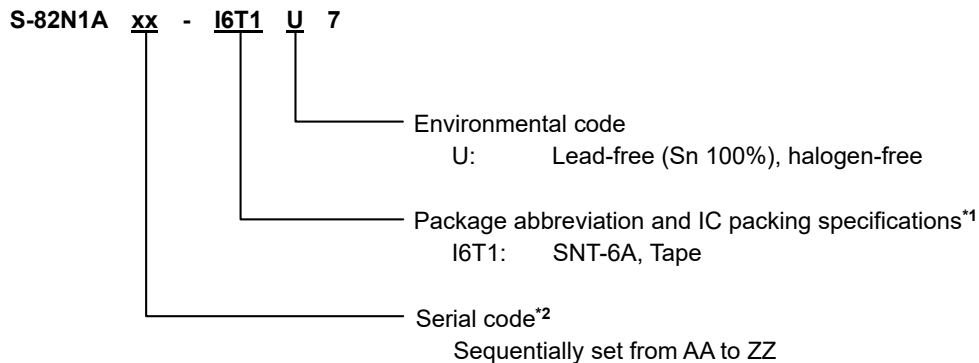 S-82N1A xx - I6T1 U 7
Environmental code
U: Lead-free (Sn 100%), halogen-free
Package abbreviation and IC packing specifications*1
I6T1: SNT-6A, Tape
Serial code*2
Sequentially set from AA to ZZ